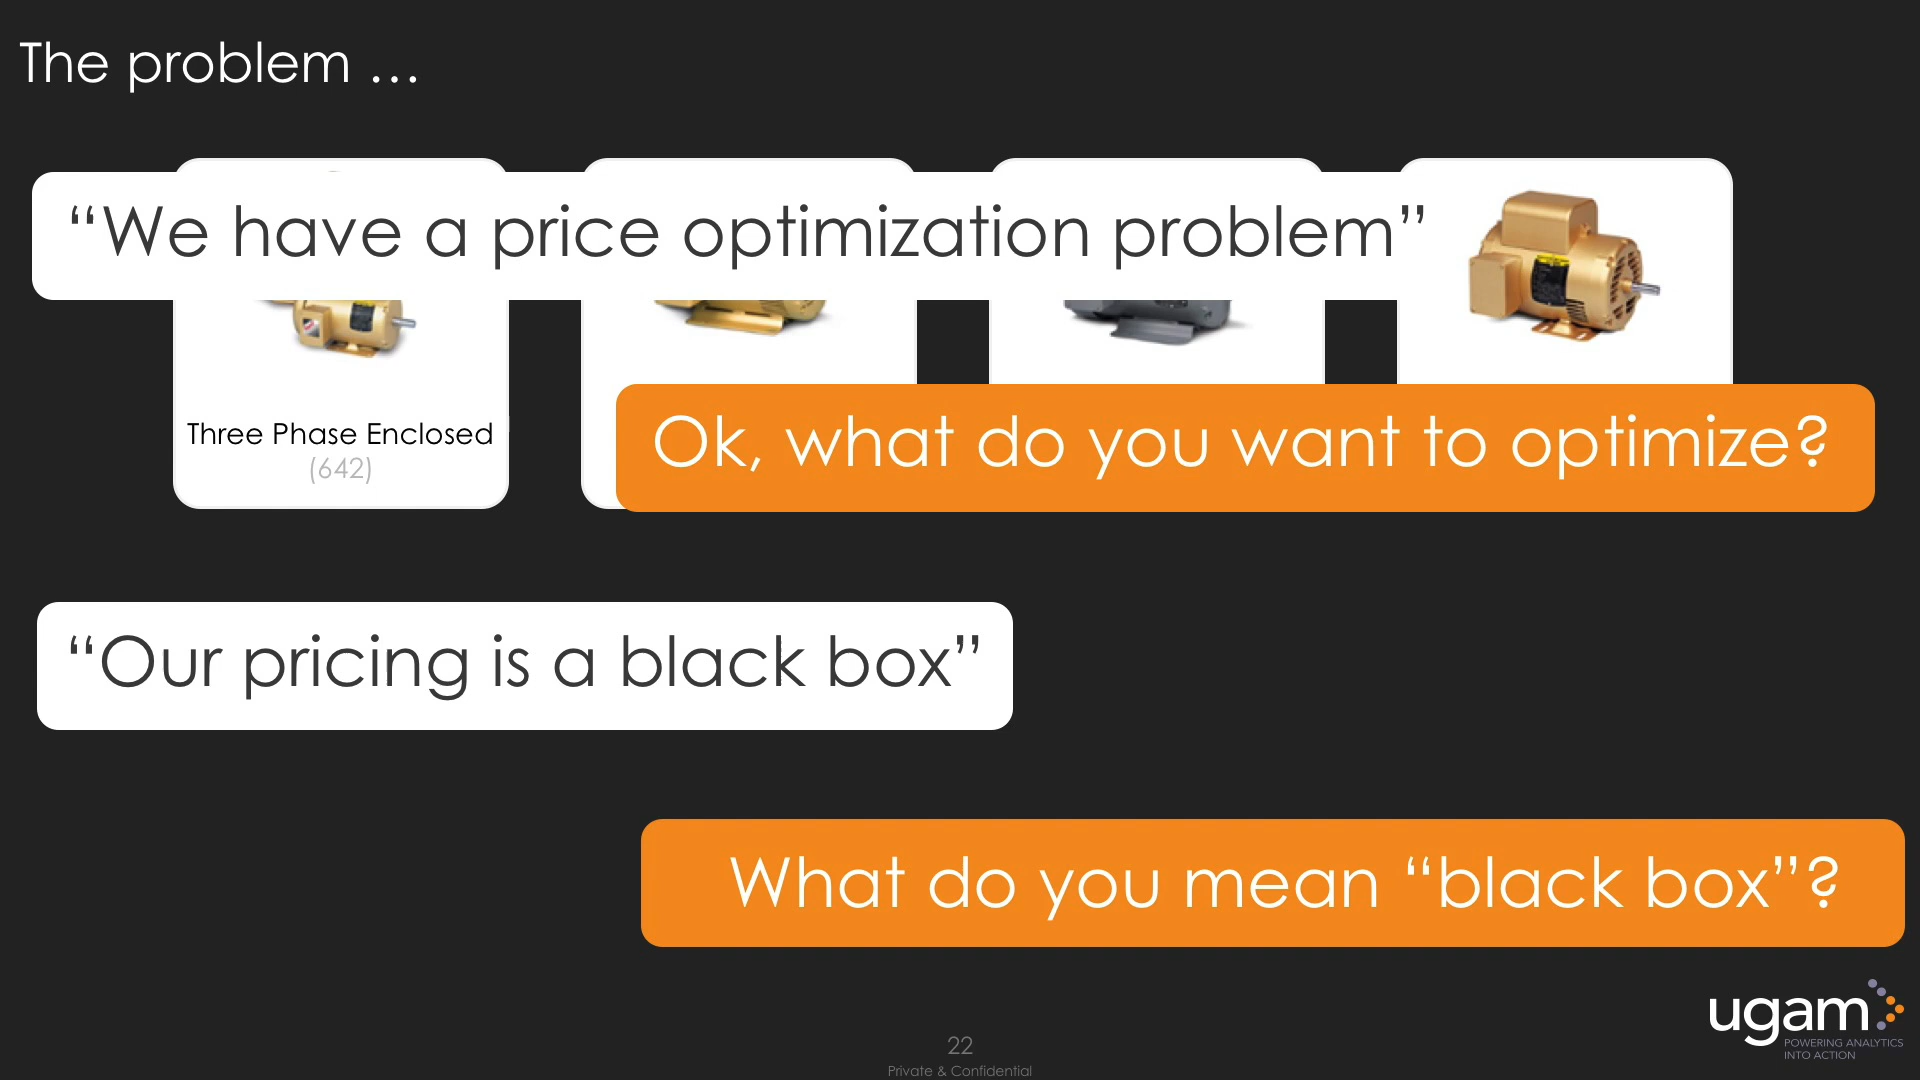 The problem …
“We have a price optimization problem”
Three Phase Enclosed
(642)
Ok, what do you want to optimize?
“Our pricing is a black box”
What do you mean “black box”?
ugam
POWERING ANALYTICS
INTO ACTION
22
Private & Confidential